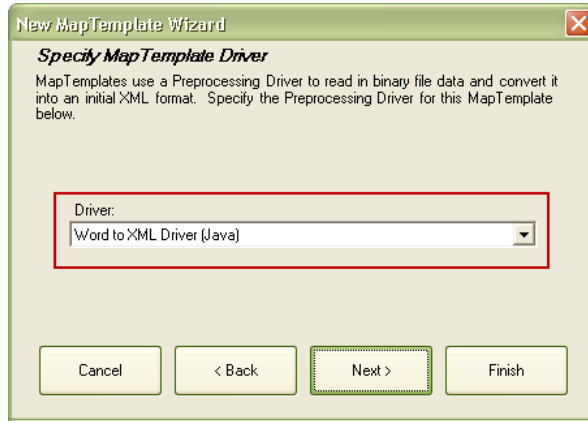 New MapTemplate Wizard
Specify MapTemplate Driver
MapTemplates use a Preprocessing Driver to read in binary file data and convert it
into an initial XML format. Specify the Preprocessing Driver for this MapTemplate
below.
Driver:
Word to XML Driver (Java)
Cancel
< Back
Next >
Finish